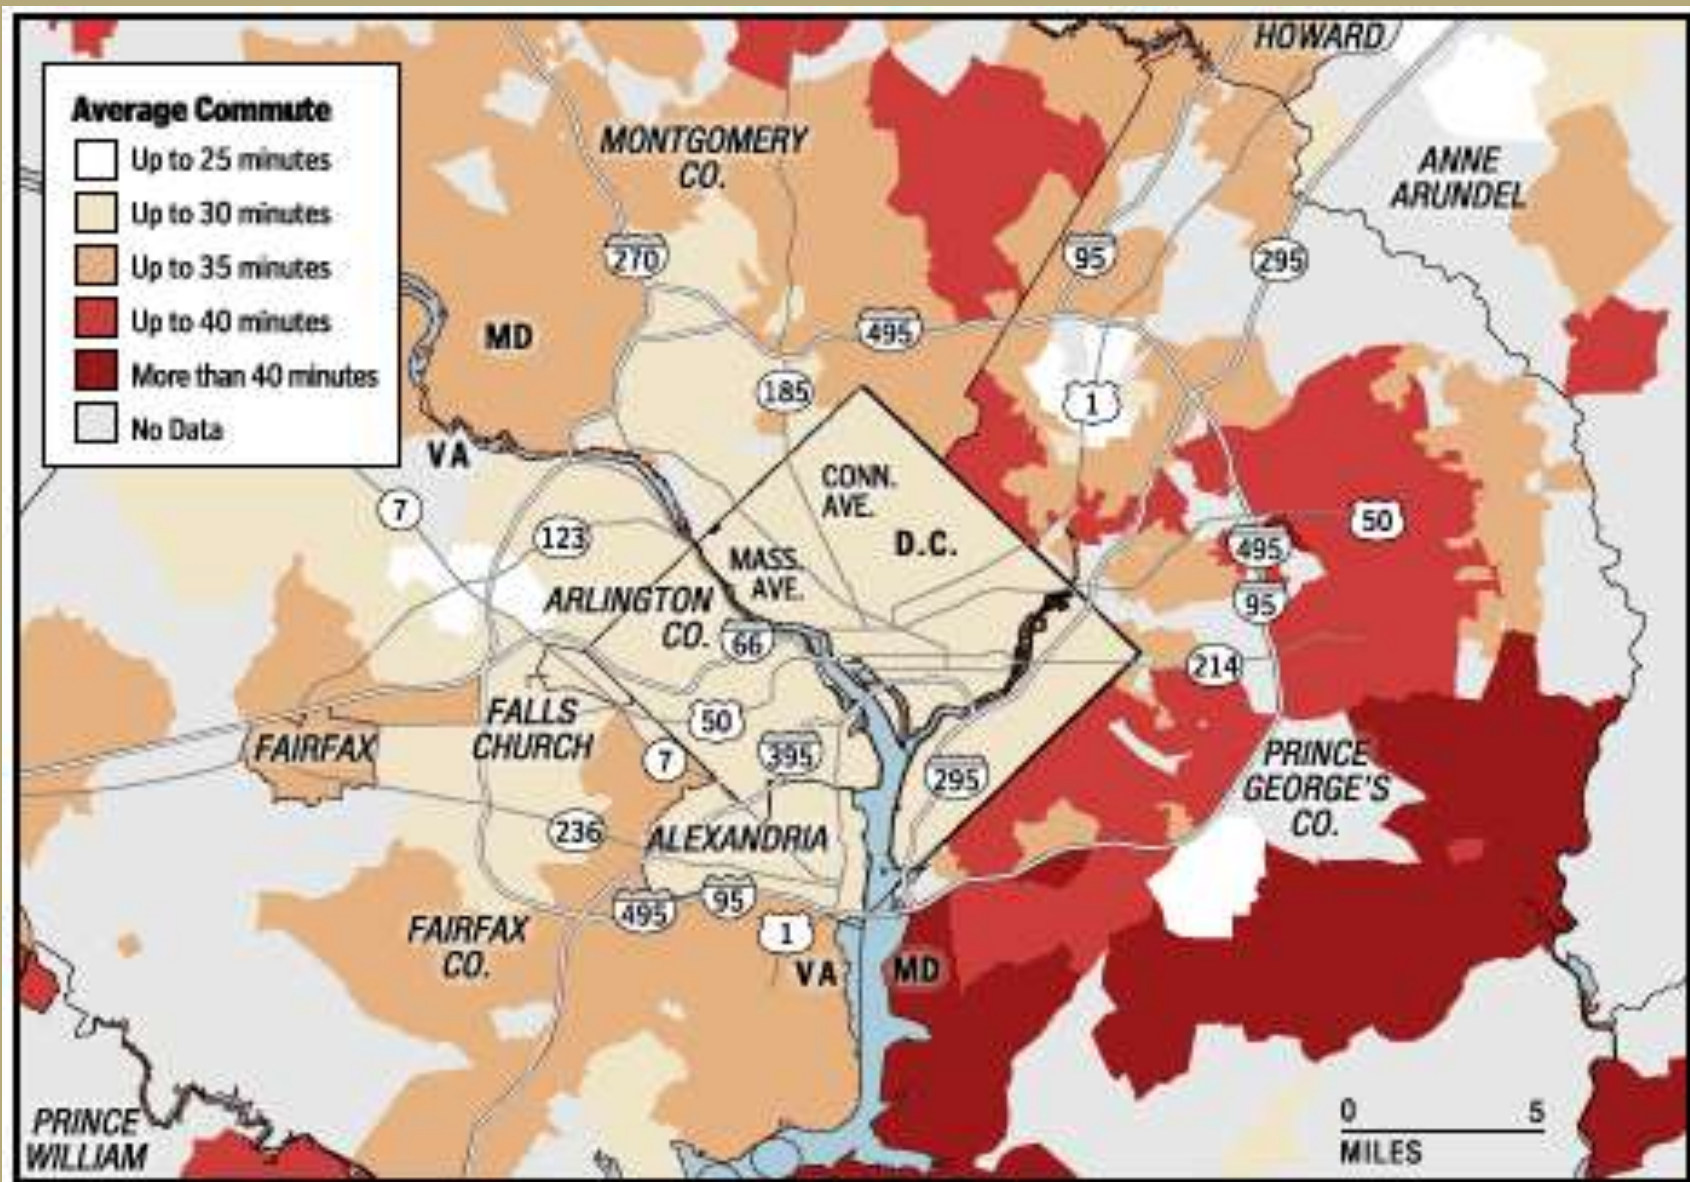 Average Commute
Up to 25 minutes
Up to 30 minutes
Up to 35 minutes
Up to 40 minutes
More than 40 minutes
No Data
HOWARD
MONTGOMERY
CO.
ANNE
ARUNDEL
270
95
295
MD
495
185
1
VA
CONN.
AVE.
7
50
123
D.C.
495
MASS.
AVE.
ARLINGTON
CO.
95
66
214
FALLS
CHURCH
50
FAIRFAX
7
395
295
PRINCE
GEORGE'S
CO.
236
ALEXANDRIA
495
95
1
FAIRFAX
CO.
VA
MD
PRINCE
WILLIAM
0
5
MILES